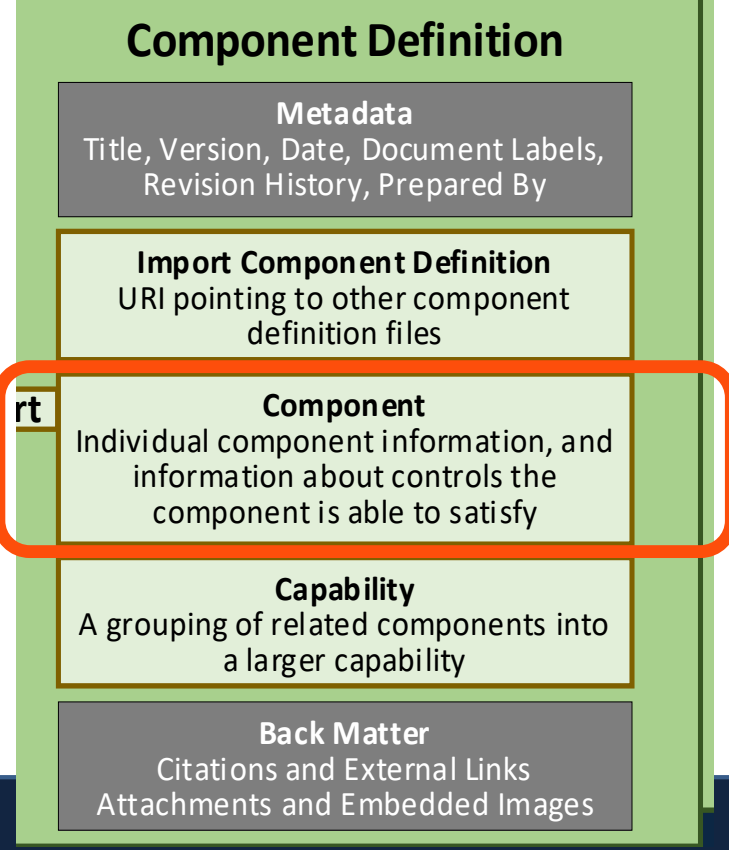 Component Definition
Metadata
Title, Version, Date, Document Labels,
Revision History, Prepared By
Import Component Definition
URI pointing to other component
definition files
rt
Component
Individual component information, and
information about controls the
component is able to satisfy
Capability
A grouping of related components into
a larger capability
Back Matter
Citations and External Links
Attachments and Embedded Images